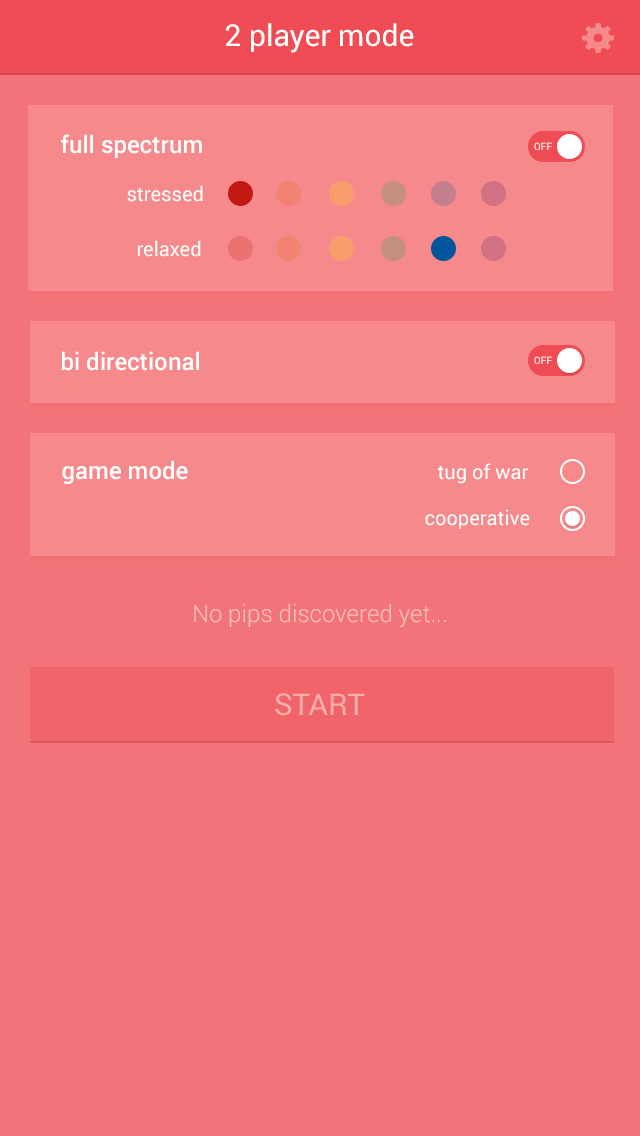 2 player mode
full spectrum
OFF
stressed
relaxed
bi directional
OFF
game mode
tug of war
cooperative
No pips discovered yet...
START